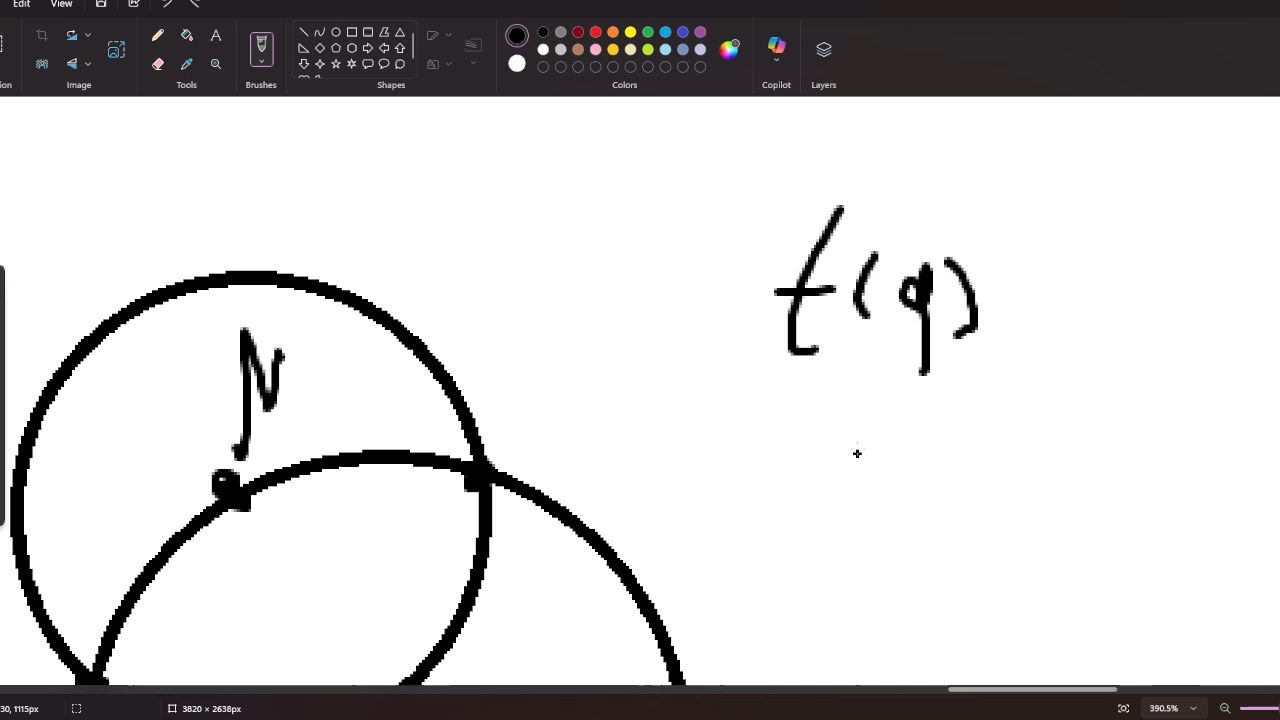 Edit View
Image Tools Brushes Shapes Colors Copilot Layers
t(q)
N
30, 1115px 3820 × 2638px 390.5%